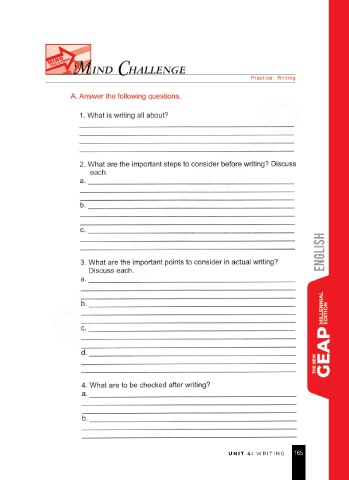 MIND CHALLENGE
Practice: Writing
A. Answer the following questions.
1. What is writing all about?
2. What are the important steps to consider before writing? Discuss
each.
a.
b.
c.
3. What are the important points to consider in actual writing?
Discuss each.
a.
b.
c.
d.
4. What are to be checked after writing?
a.
b.
ENGLISH
THE NEW
GEAP MILLENNIAL
EDITION
UNIT 4: WRITING 165